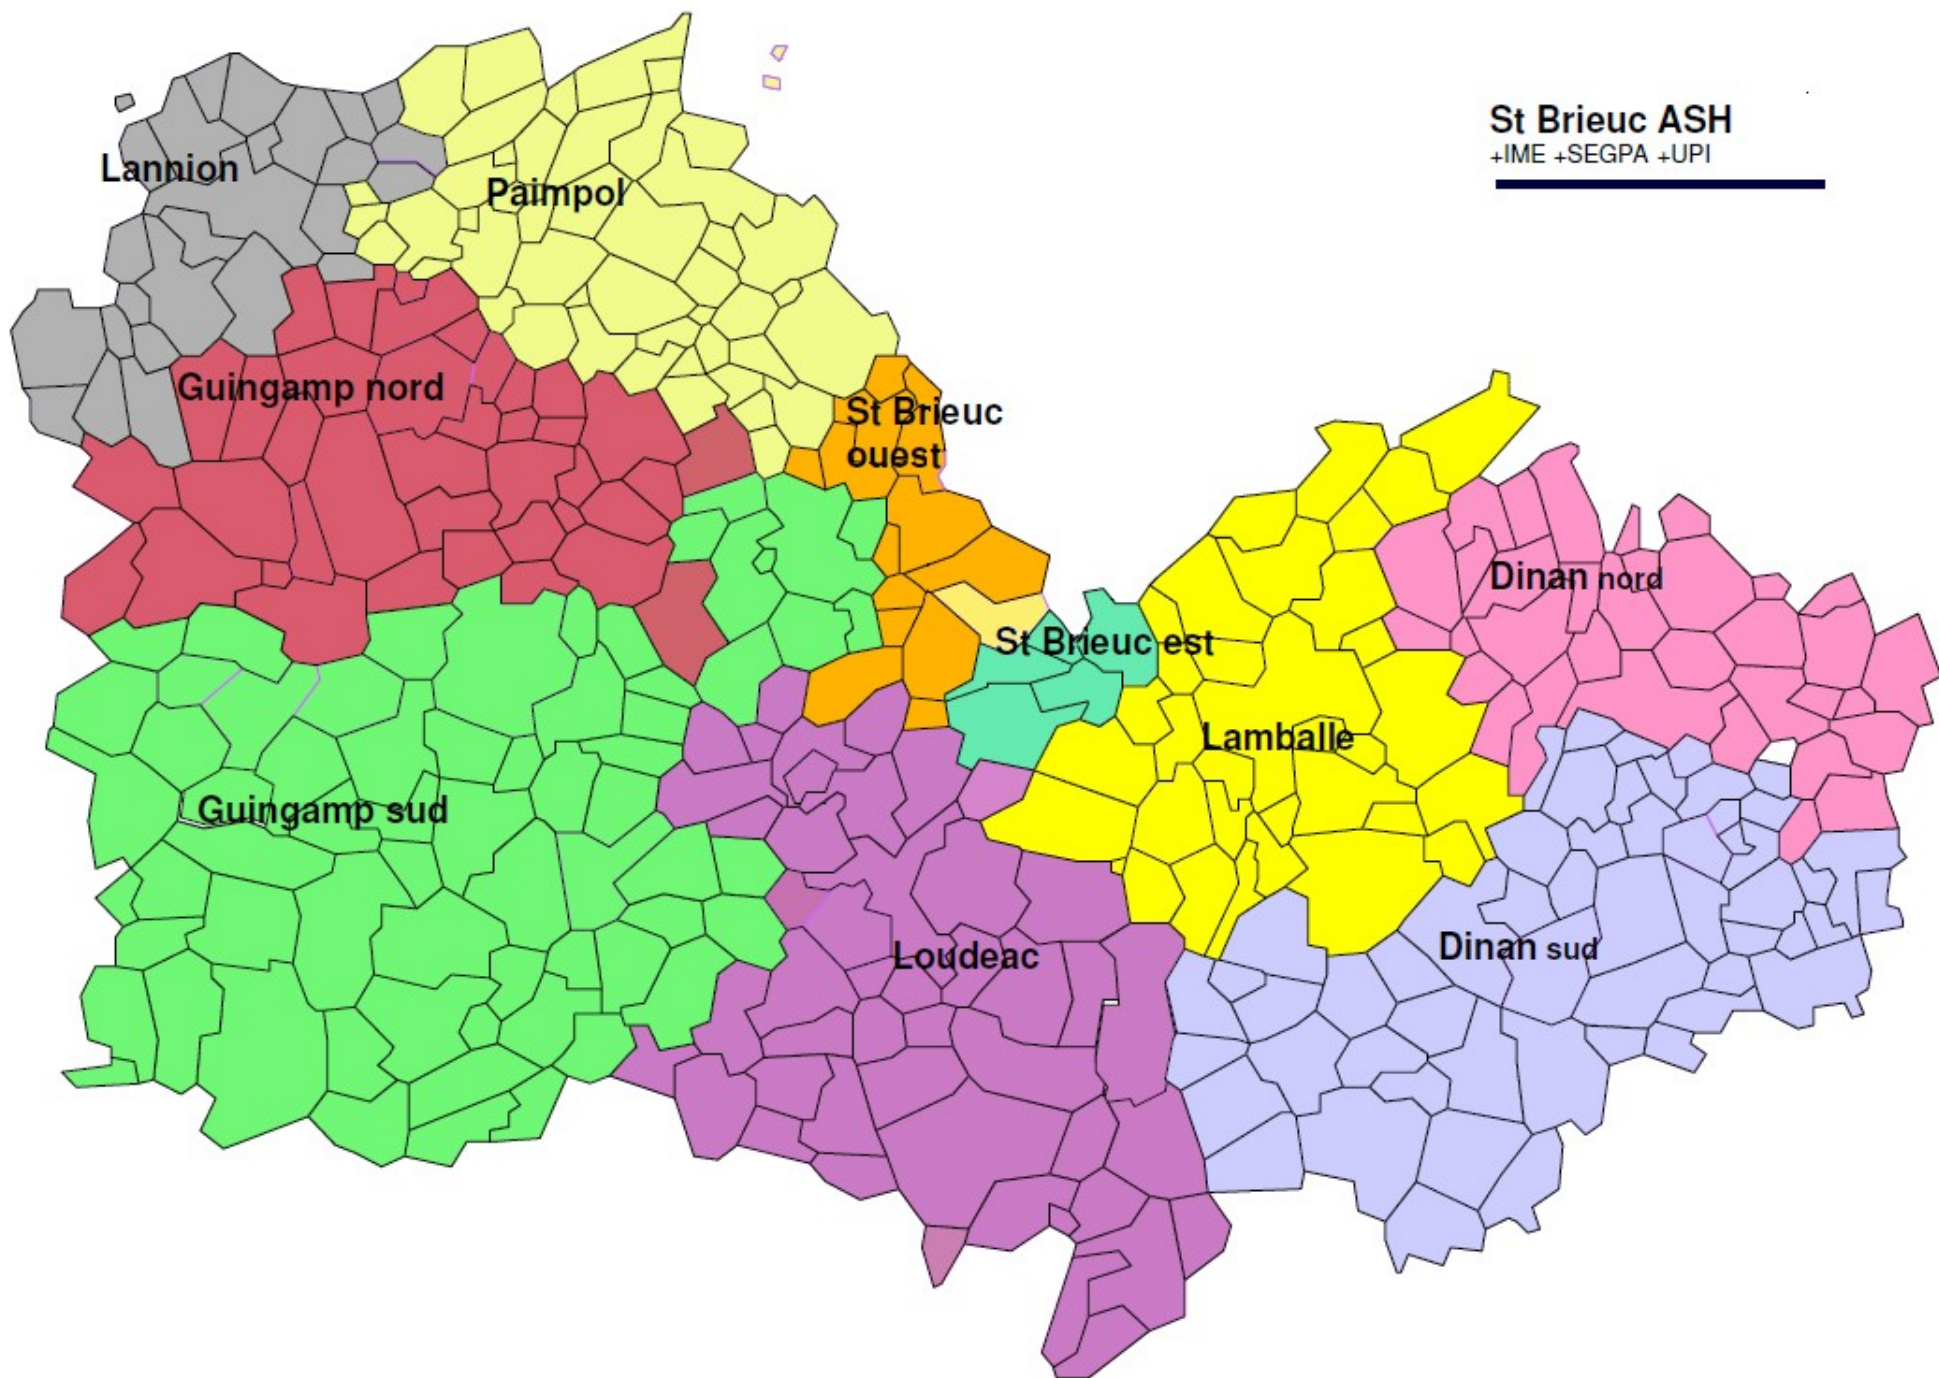 St Brieuc ASH
+IME +SEGPA +UPI
Lannion
Paimpol
Guingamp nord
St Brieuc
ouest
Dinan nord
St Brieuc est
Lamballe
Guingamp sud
Dinan sud
Loudeac